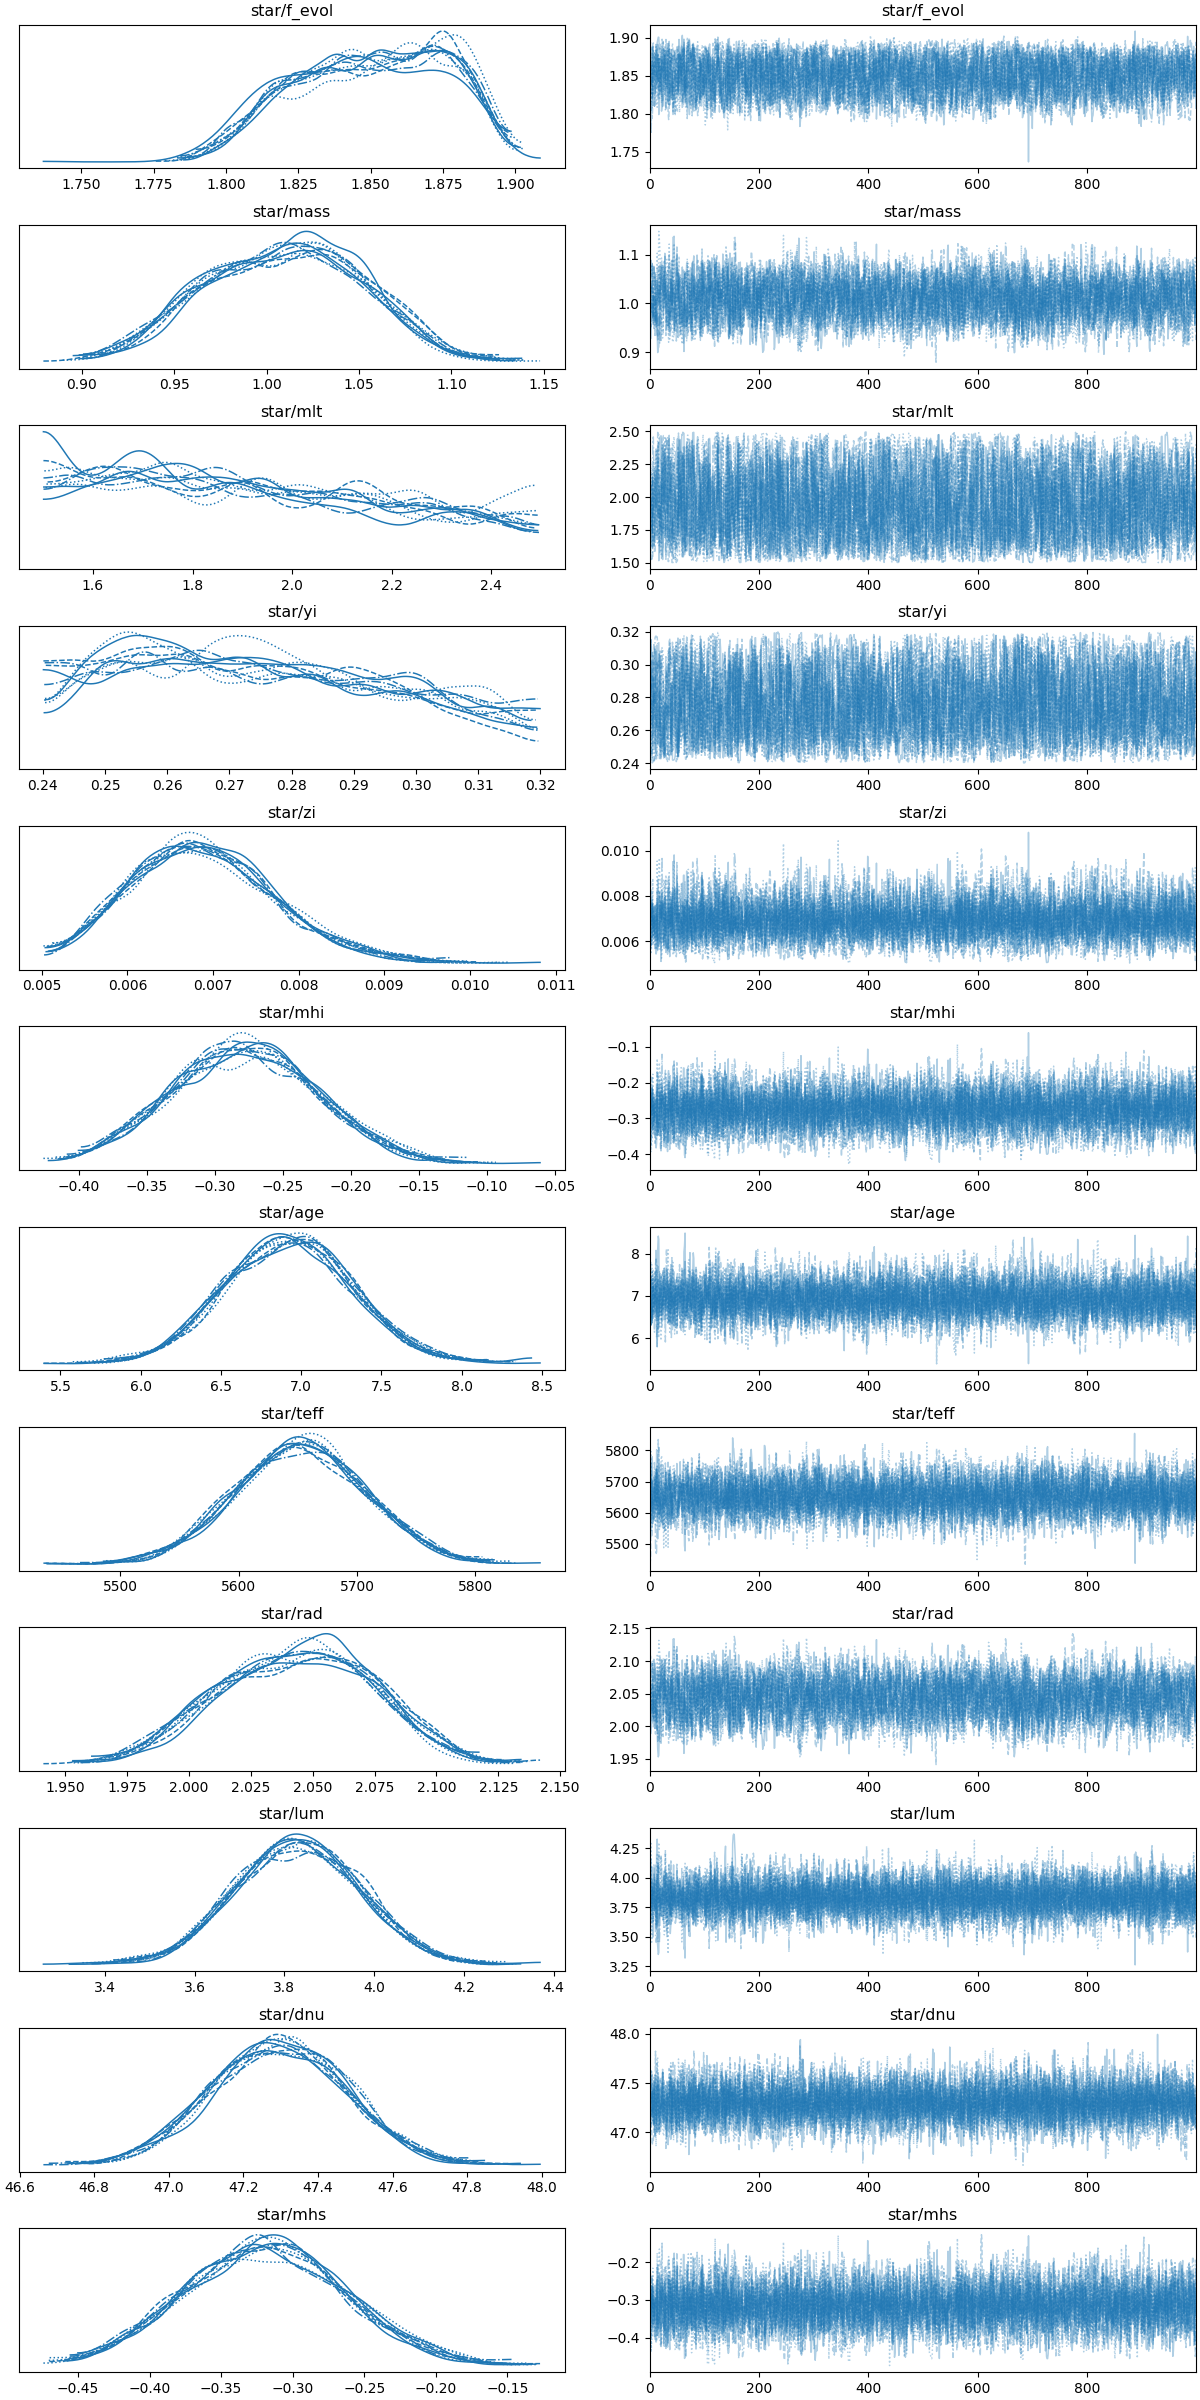 star/f_evol star/f_evol
1.90
1.85
1.80
1.75
1.750 1.775 1.800 1.825 1.850 1.875 1.900 0 200 400 600 800
star/mass star/mass
1.1
1.0
0.9
0.90 0.95 1.00 1.05 1.10 1.15 0 200 400 600 800
star/mlt star/mlt
2.50
2.25
2.00
1.75
1.50
1.6 1.8 2.0 2.2 2.4 0 200 400 600 800
star/yi star/yi
0.32
0.30
0.28
0.26
0.24
0.24 0.25 0.26 0.27 0.28 0.29 0.30 0.31 0.32 0 200 400 600 800
star/zi star/zi
0.010
0.008
0.006
0.005 0.006 0.007 0.008 0.009 0.010 0.011 0 200 400 600 800
star/mhi star/mhi
−0.1
−0.2
−0.3
−0.4
−0.40 −0.35 −0.30 −0.25 −0.20 −0.15 −0.10 −0.05 0 200 400 600 800
star/age star/age
8
7
6
5.5 6.0 6.5 7.0 7.5 8.0 8.5 0 200 400 600 800
star/teff star/teff
5800
5700
5600
5500
5500 5600 5700 5800 0 200 400 600 800
star/rad star/rad
2.15
2.10
2.05
2.00
1.95
1.950 1.975 2.000 2.025 2.050 2.075 2.100 2.125 2.150 0 200 400 600 800
star/lum star/lum
4.25
4.00
3.75
3.50
3.25
3.4 3.6 3.8 4.0 4.2 4.4 0 200 400 600 800
star/dnu star/dnu
48.0
47.5
47.0
46.6 46.8 47.0 47.2 47.4 47.6 47.8 48.0 0 200 400 600 800
star/mhs star/mhs
−0.2
−0.3
−0.4
−0.45 −0.40 −0.35 −0.30 −0.25 −0.20 −0.15 0 200 400 600 800